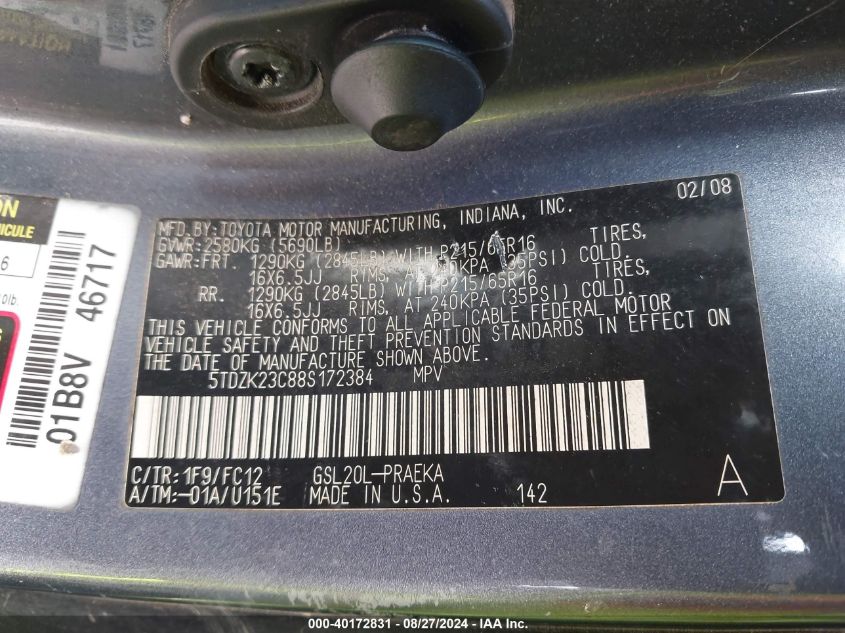 02/08
MFD.BY:TOYOTA MOTOR MANUFACTURING, INDIANA, INC.
GVWR:2580KG (5690LB)
GAWR:FRT. 1290KG (2845LB) WITH P215/65R16 TIRES,
16X6.5JJ RIMS, AT 240KPA (35PSI) COLD.
RR. 1290KG (2845LB) WITH P215/65R16 TIRES,
16X6.5JJ RIMS, AT 240KPA (35PSI) COLD.
THIS VEHICLE CONFORMS TO ALL APPLICABLE FEDERAL MOTOR
VEHICLE SAFETY AND THEFT PREVENTION STANDARDS IN EFFECT ON
THE DATE OF MANUFACTURE SHOWN ABOVE.
5TDZK23C88S172384 MPV
C/TR:1F9/FC12 GSL20L-PRAEKA
A/TM:-01A/U151E MADE IN U.S.A. 142 A
01B8V 46717
000-40172831 - 08/27/2024 - IAA Inc.